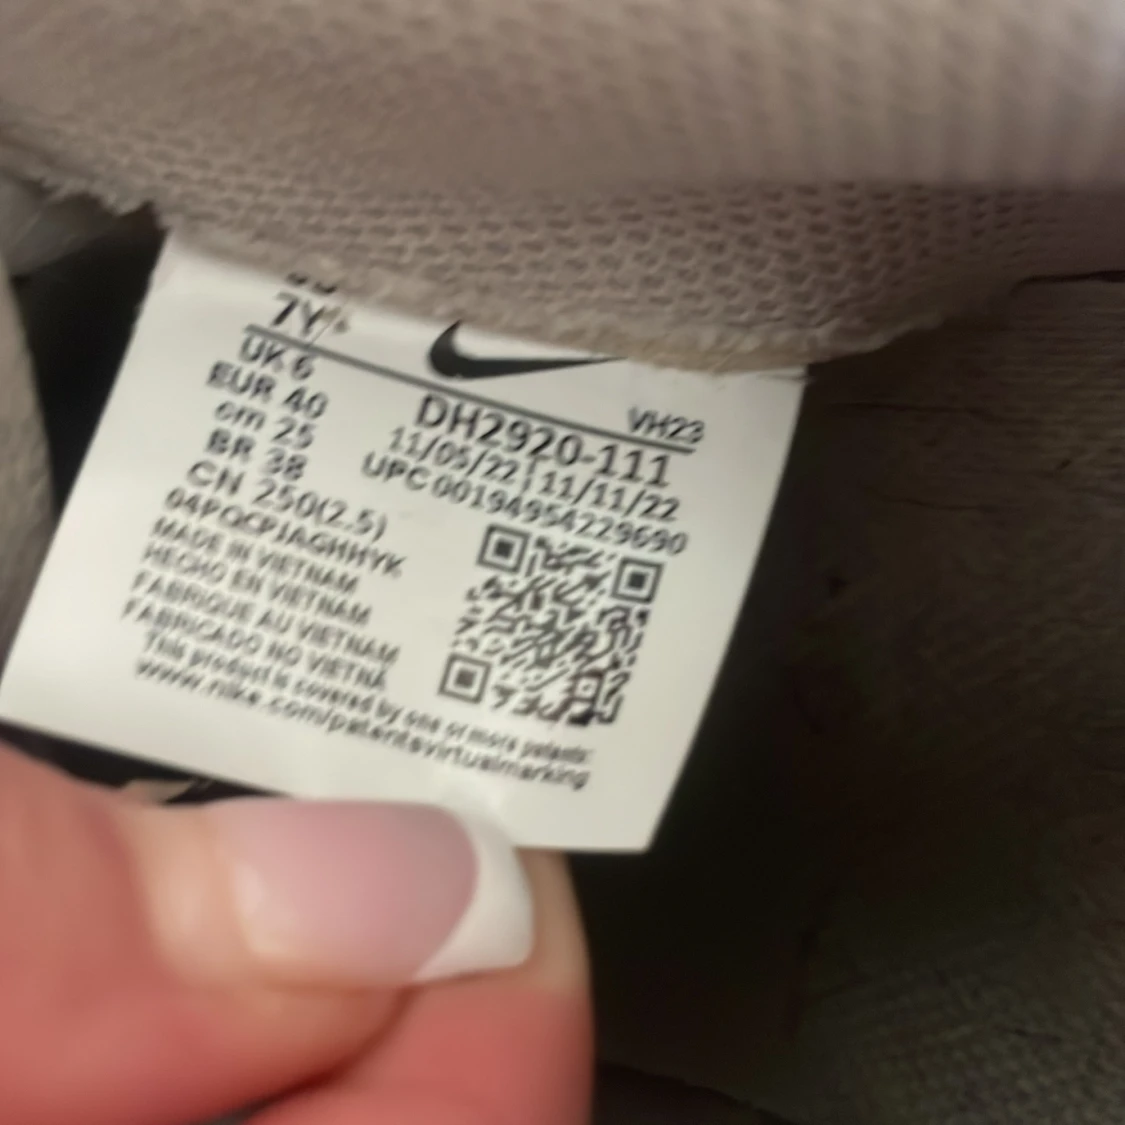 7Y
UK 6
EUR 40
cm 25
BR 38
CN 250(2.5)
04PQCPJAGHHYK
MADE IN VIETNAM
HECHO EN VIETNAM
FABRIQUE AU VIETNAM
FABRICADO NO VIETNÃ
This product is covered by one or more patents:
www.nike.com/patentsvirtualmarking
VH23
DH2920-111
11/05/22 | 11/11/22
UPC 00194954229690